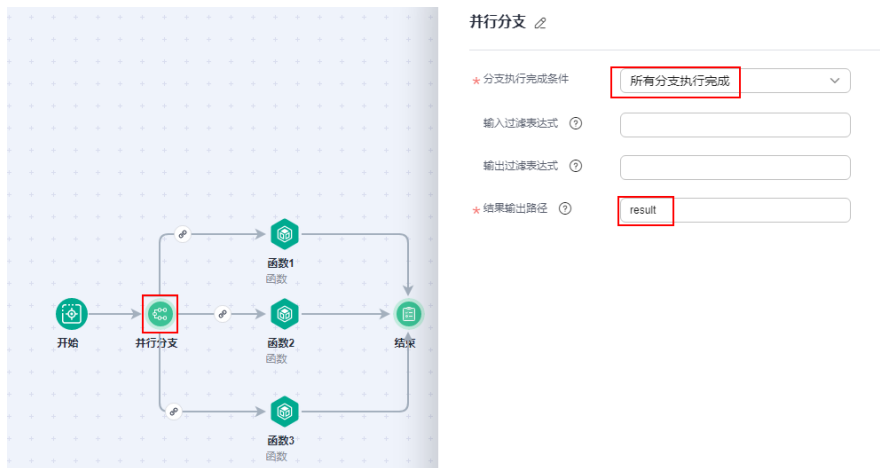 并行分支
* 分支执行完成条件 所有分支执行完成
输入过滤表达式
输出过滤表达式
* 结果输出路径 result
函数1
函数
开始
并行分支
函数2
函数
结束
函数3
函数